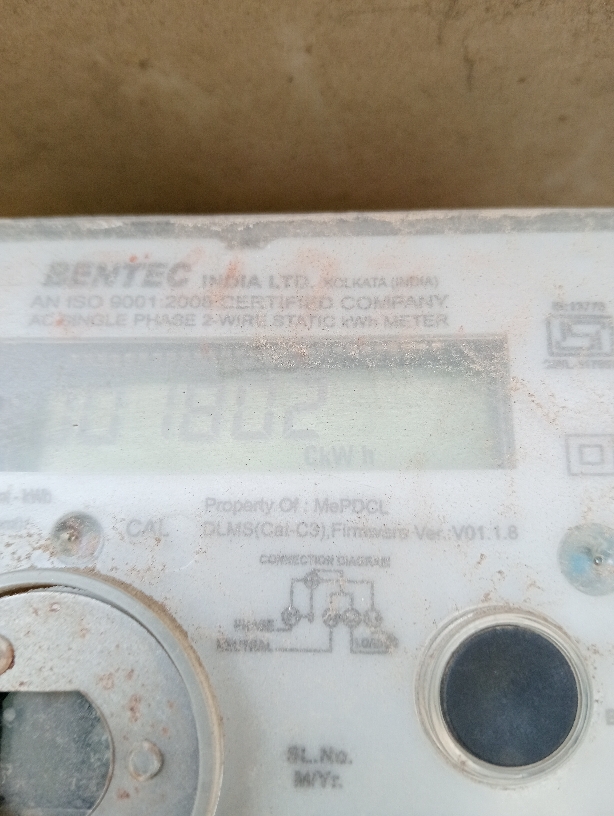 BENTEC INDIA LTD. KOLKATA (INDIA)
AN ISO 9001:2008 CERTIFIED COMPANY
AC SINGLE PHASE 2-WIRE STATIC kWh METER
CkWh
Property Of : MePDCL
CAL
DLMS(Cat-C3),Firmware Ver.:V01.1.8
CONNECTION DIAGRAM
PHASE
NEUTRAL
SL.No.
M/Yr.